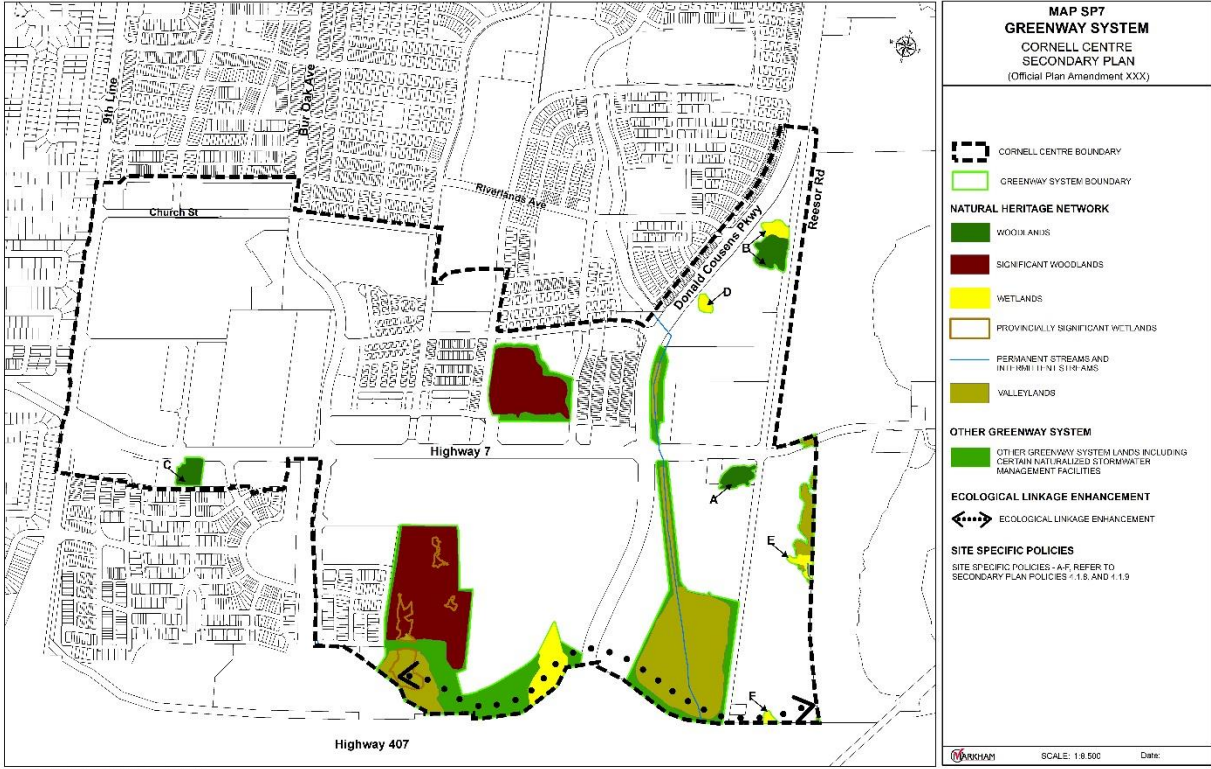 9th Line
Bur Oak Ave
Church St
Riverlands Ave
Donald Cousens Pkwy
Reesor Rd
B
D
Highway 7
C
A
E
F
Highway 407
MAP SP7
GREENWAY SYSTEM
CORNELL CENTRE
SECONDARY PLAN
(Official Plan Amendment XXX)
CORNELL CENTRE BOUNDARY
GREENWAY SYSTEM BOUNDARY
NATURAL HERITAGE NETWORK
WOODLANDS
SIGNIFICANT WOODLANDS
WETLANDS
PROVINCIALLY SIGNIFICANT WETLANDS
PERMANENT STREAMS AND
INTERMITTENT STREAMS
VALLEYLANDS
OTHER GREENWAY SYSTEM
OTHER GREENWAY SYSTEM LANDS INCLUDING
CERTAIN NATURALIZED STORMWATER
MANAGEMENT FACILITIES
ECOLOGICAL LINKAGE ENHANCEMENT
ECOLOGICAL LINKAGE ENHANCEMENT
SITE SPECIFIC POLICIES
SITE SPECIFIC POLICIES - A-F, REFER TO
SECONDARY PLAN POLICIES 4.1.8, AND 4.1.9
MARKHAM
SCALE: 1:8,500
Date: